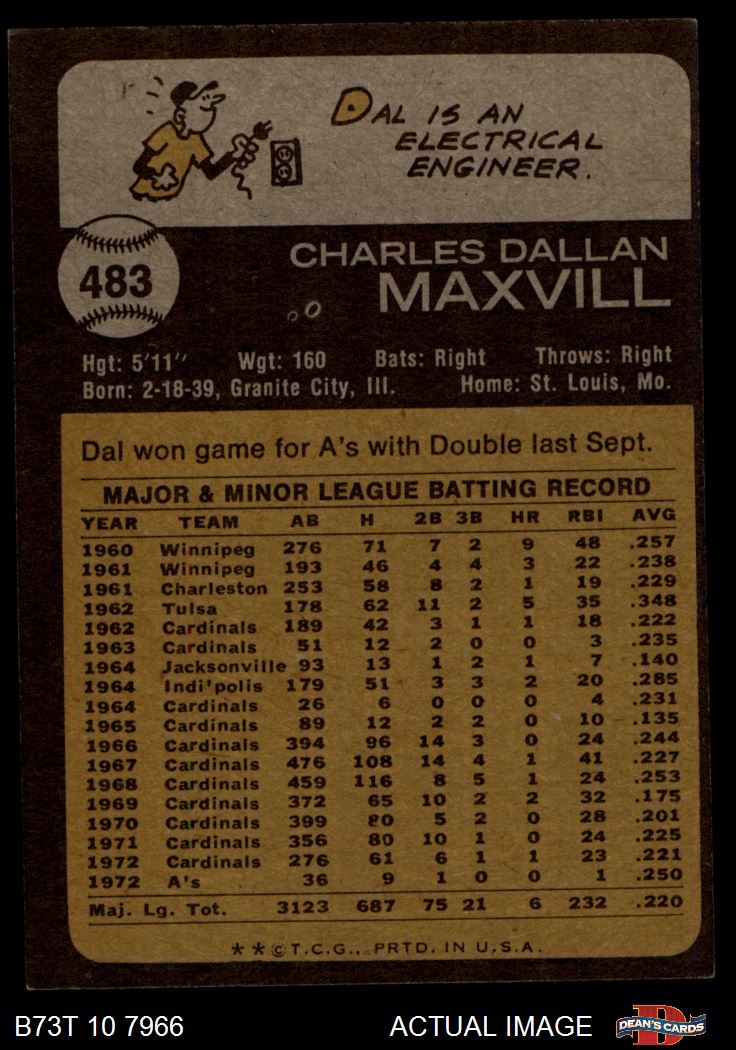 DAL IS AN
ELECTRICAL
ENGINEER.
483
CHARLES DALLAN
MAXVILL
Hgt: 5'11" Wgt: 160 Bats: Right Throws: Right
Born: 2-18-39, Granite City, Ill. Home: St. Louis, Mo.
Dal won game for A's with Double last Sept.
MAJOR & MINOR LEAGUE BATTING RECORD
YEAR TEAM AB H 2B 3B HR RBI AVG
1960 Winnipeg 276 71 7 2 9 48 .257
1961 Winnipeg 193 46 4 4 3 22 .238
1961 Charleston 253 58 8 2 1 19 .229
1962 Tulsa 178 62 11 2 5 35 .348
1962 Cardinals 189 42 3 1 1 18 .222
1963 Cardinals 51 12 2 0 0 3 .235
1964 Jacksonville 93 13 1 2 1 7 .140
1964 Indi'polis 179 51 3 3 2 20 .285
1964 Cardinals 26 6 0 0 0 4 .231
1965 Cardinals 89 12 2 2 0 10 .135
1966 Cardinals 394 96 14 3 0 24 .244
1967 Cardinals 476 108 14 4 1 41 .227
1968 Cardinals 459 116 8 5 1 24 .253
1969 Cardinals 372 65 10 2 2 32 .175
1970 Cardinals 399 80 5 2 0 28 .201
1971 Cardinals 356 80 10 1 0 24 .225
1972 Cardinals 276 61 6 1 1 23 .221
1972 A's 36 9 1 0 0 1 .250
Maj. Lg. Tot. 3123 687 75 21 6 232 .220
* * © T.C.G., PRTD. IN U.S.A.
B73T 10 7966 ACTUAL IMAGE DEAN'S CARDS